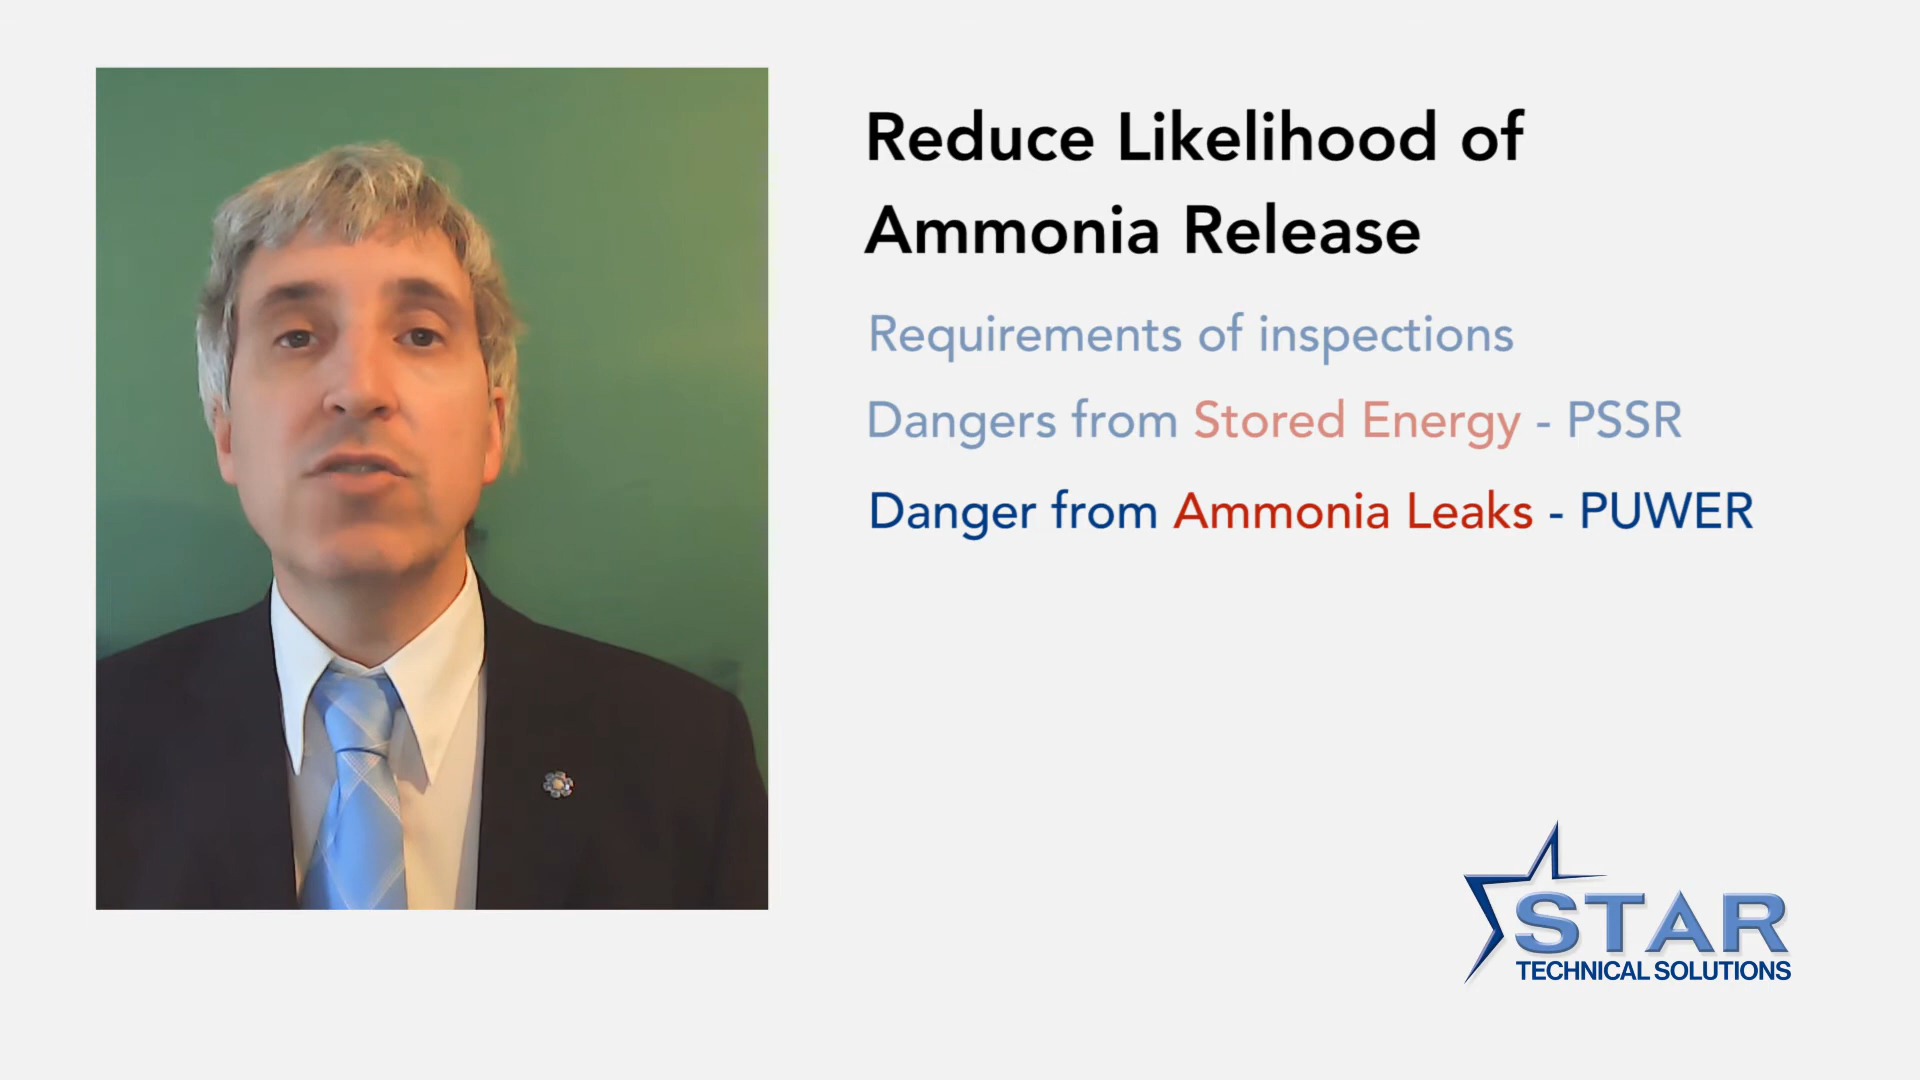 Reduce Likelihood of
Ammonia Release
Requirements of inspections
Dangers from Stored Energy - PSSR
Danger from Ammonia Leaks - PUWER
STAR
TECHNICAL SOLUTIONS